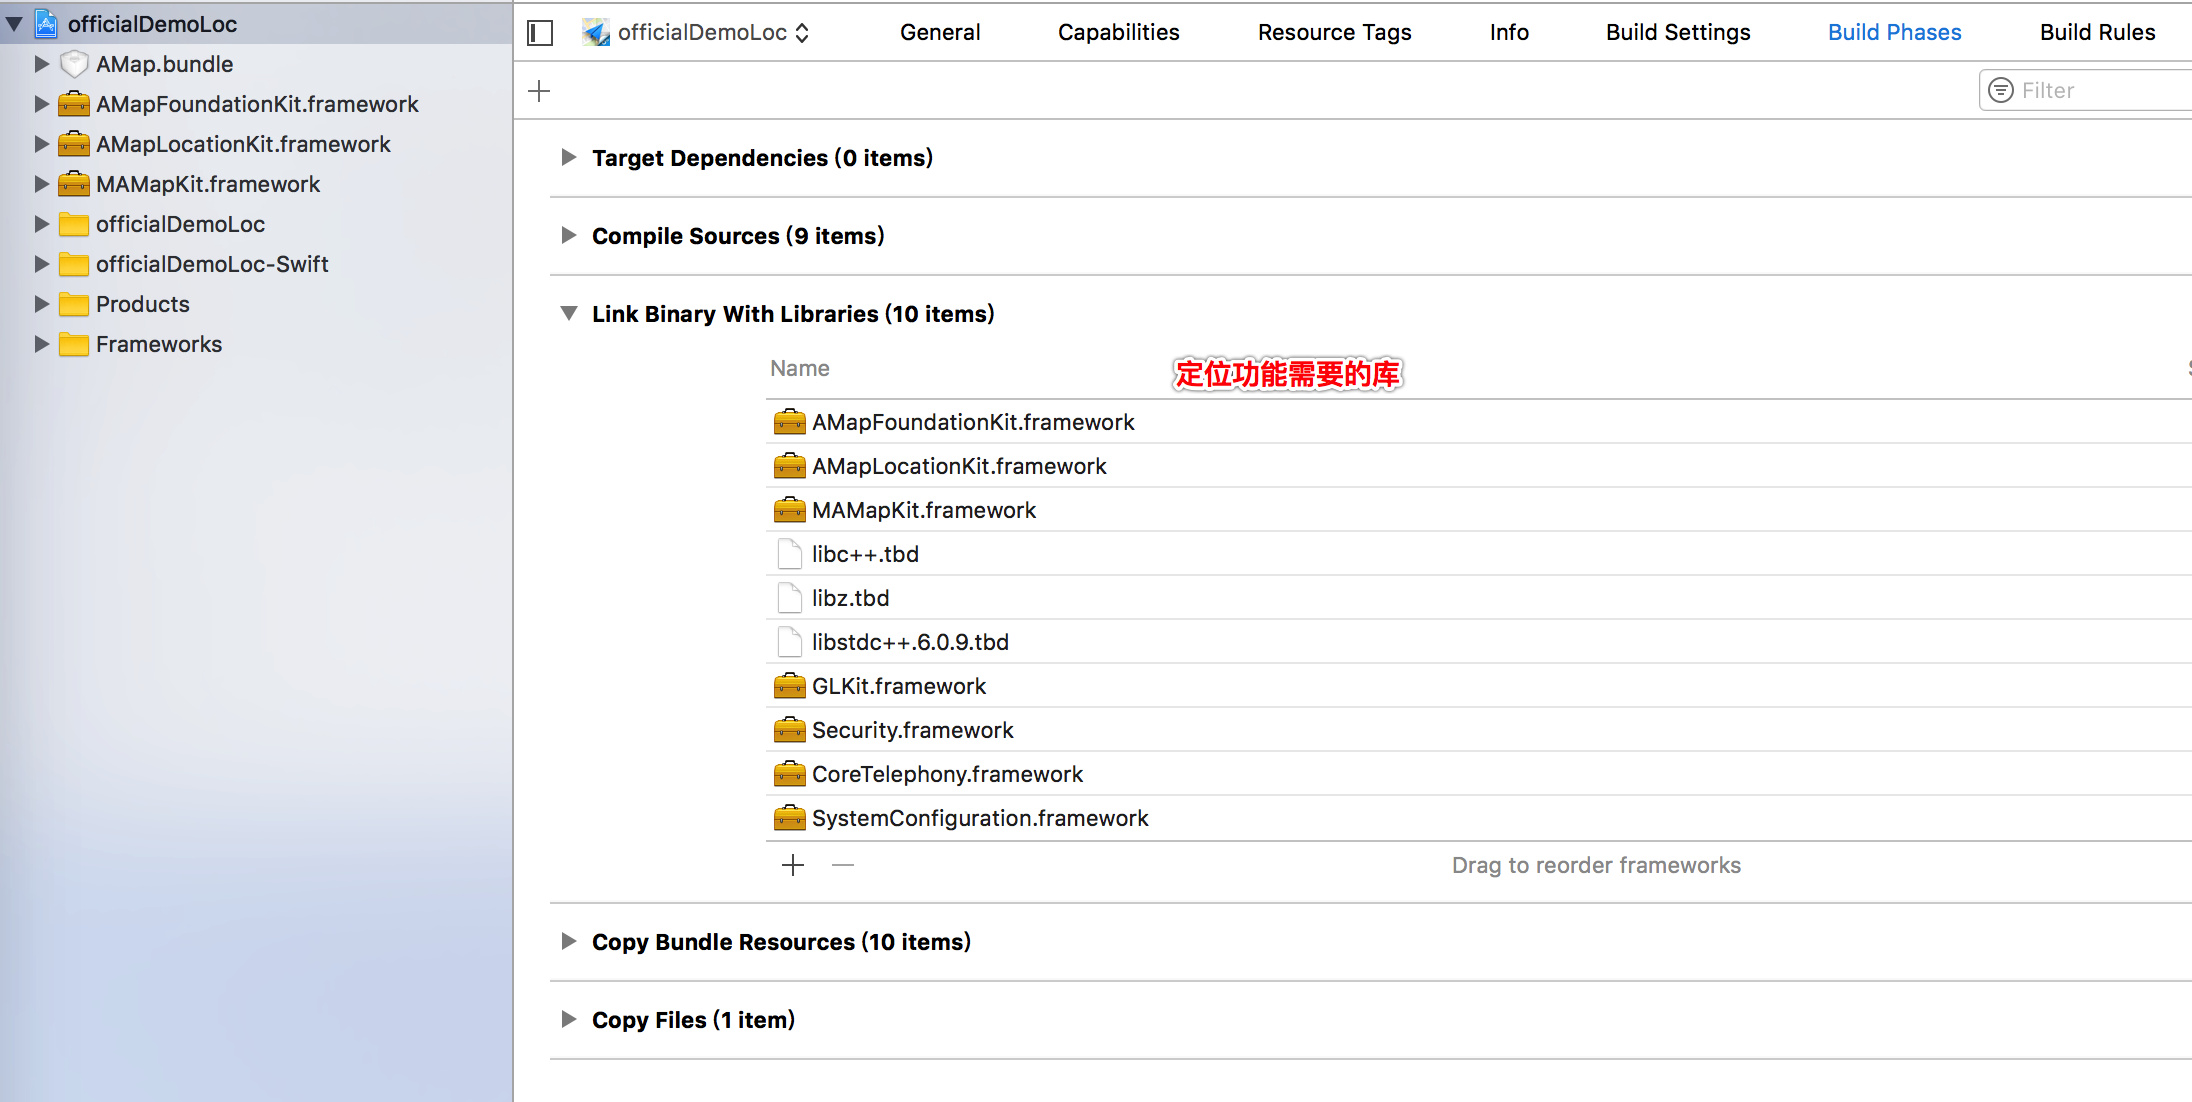 officialDemoLoc
AMap.bundle
AMapFoundationKit.framework
AMapLocationKit.framework
MAMapKit.framework
officialDemoLoc
officialDemoLoc-Swift
Products
Frameworks
officialDemoLoc General Capabilities Resource Tags Info Build Settings Build Phases Build Rules
Filter
Target Dependencies (0 items)
Compile Sources (9 items)
Link Binary With Libraries (10 items)
Name
定位功能需要的库
AMapFoundationKit.framework
AMapLocationKit.framework
MAMapKit.framework
libc++.tbd
libz.tbd
libstdc++.6.0.9.tbd
GLKit.framework
Security.framework
CoreTelephony.framework
SystemConfiguration.framework
Drag to reorder frameworks
Copy Bundle Resources (10 items)
Copy Files (1 item)